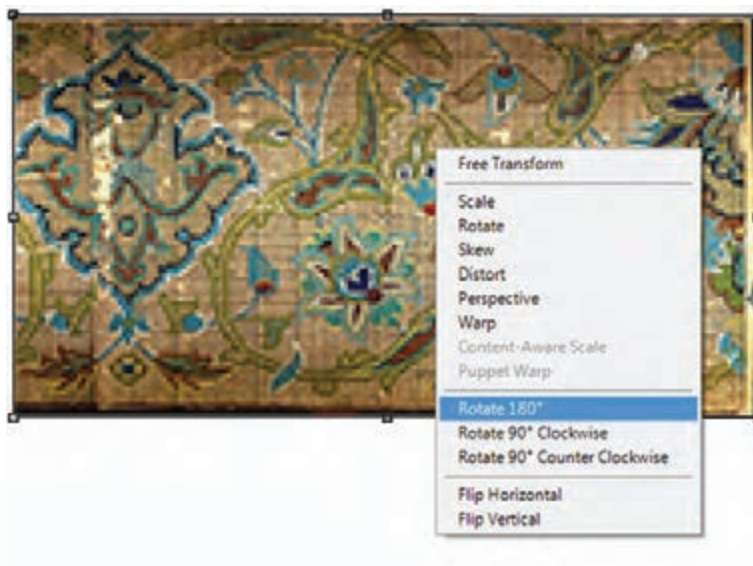 Free Transform
Scale
Rotate
Skew
Distort
Perspective
Warp
Content-Aware Scale
Puppet Warp
Rotate 180°
Rotate 90° Clockwise
Rotate 90° Counter Clockwise
Flip Horizontal
Flip Vertical